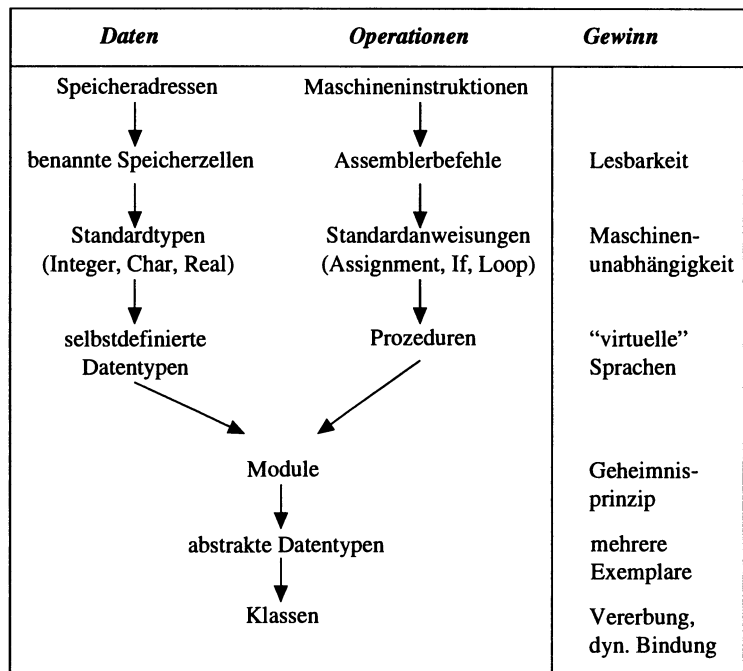 Daten Operationen Gewinn
Speicheradressen Maschineninstruktionen
benannte Speicherzellen Assemblerbefehle Lesbarkeit
Standardtypen Standardanweisungen Maschinen-
(Integer, Char, Real) (Assignment, If, Loop) unabhängigkeit
selbstdefinierte Prozeduren “virtuelle”
Datentypen Sprachen
Module Geheimnis-
prinzip
abstrakte Datentypen mehrere
Exemplare
Klassen Vererbung,
dyn. Bindung